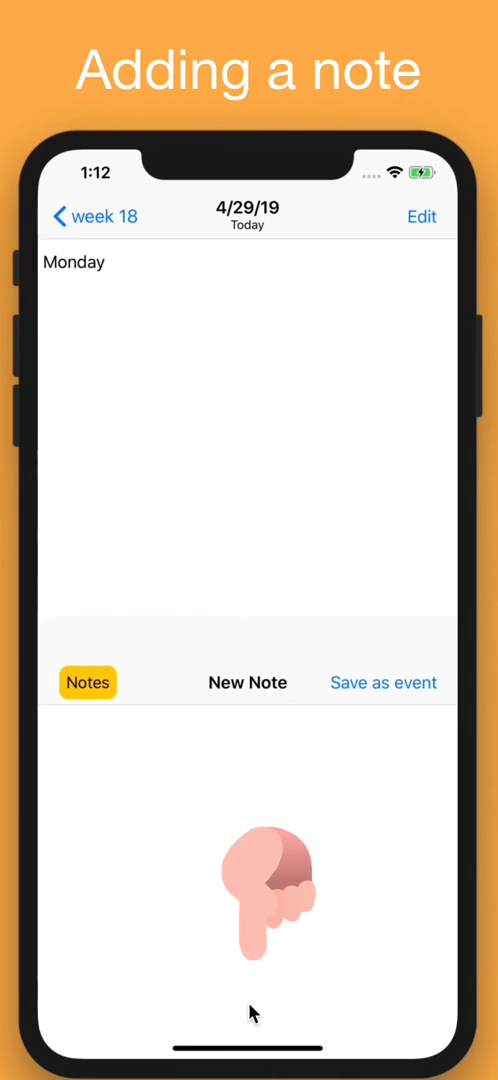 Adding a note
1:12
week 18
4/29/19
Edit
Today
Monday
Notes
New Note
Save as event